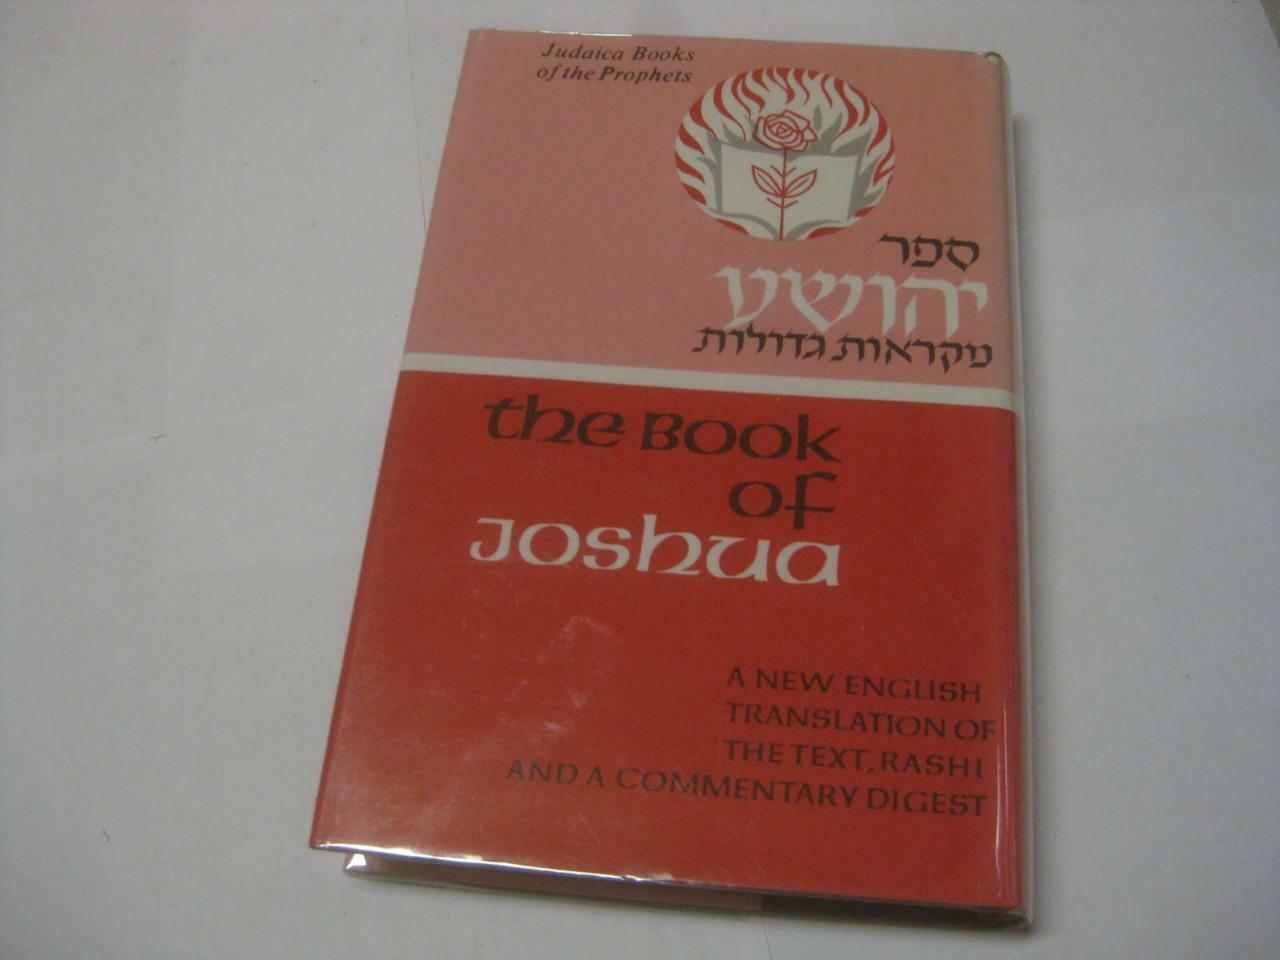 Judaica Books
of the Prophets
ספר
יהושע
מקראות גדולות
the Book
of
Joshua
A NEW ENGLISH
TRANSLATION OF
THE TEXT, RASHI
AND A COMMENTARY DIGEST